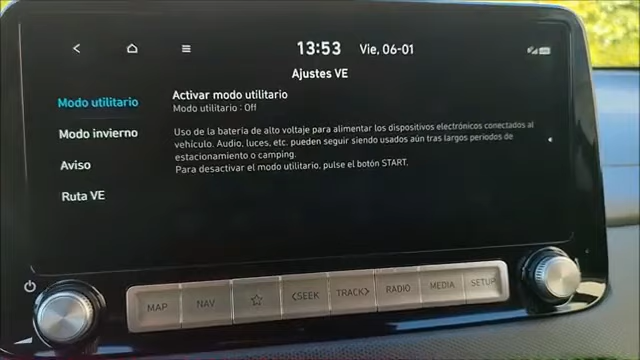 13:53 Vie, 06-01
Ajustes VE
Modo utilitario
Modo invierno
Aviso
Ruta VE
Activar modo utilitario
Modo utilitario : Off
Uso de la batería de alto voltaje para alimentar los dispositivos electrónicos conectados al
vehículo. Audio, luces, etc. pueden seguir siendo usados aún tras largos períodos de
estacionamiento o camping.
Para desactivar el modo utilitario, pulse el botón START.
MAP NAV SEEK TRACK RADIO MEDIA SETUP